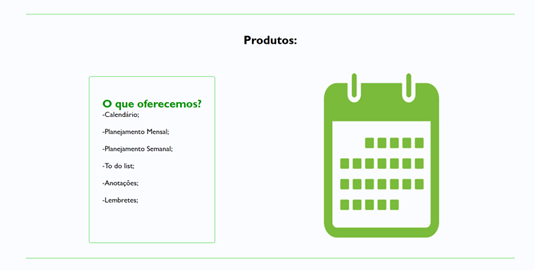 Produtos:
O que oferecemos?
-Calendário;
-Planejamento Mensal;
-Planejamento Semanal;
-To do list;
-Anotações;
-Lembretes;